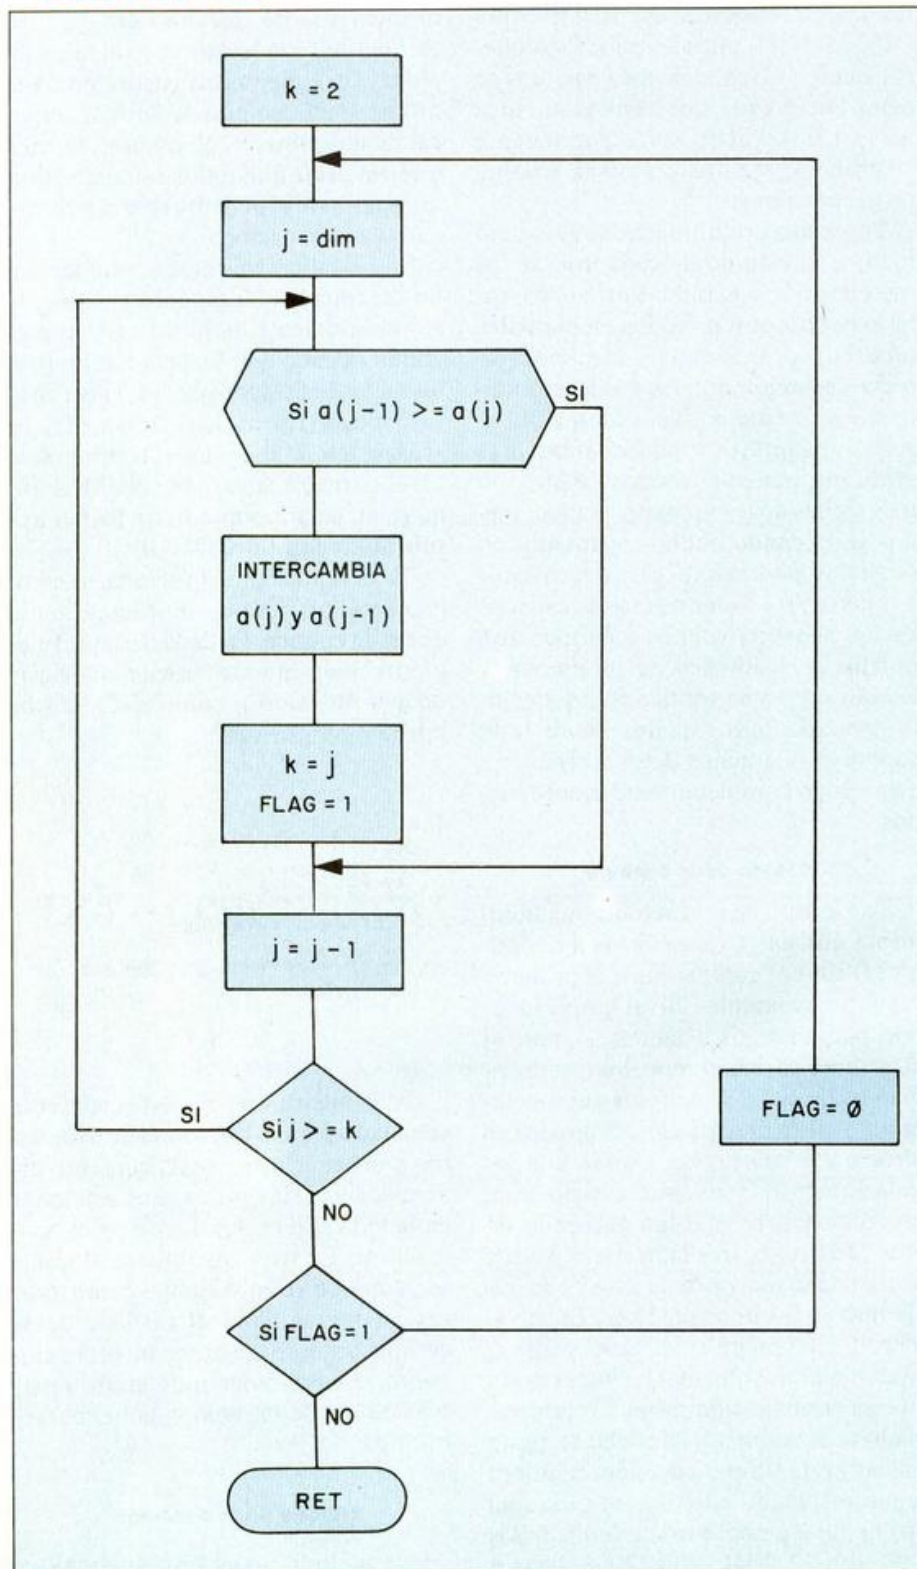 k = 2
j = dim
Si a(j-1) >= a(j)
SI
INTERCAMBIA
a(j) y a(j-1)
k = j
FLAG = 1
j = j - 1
SI
Si j >= k
FLAG = Ø
NO
Si FLAG = 1
NO
RET